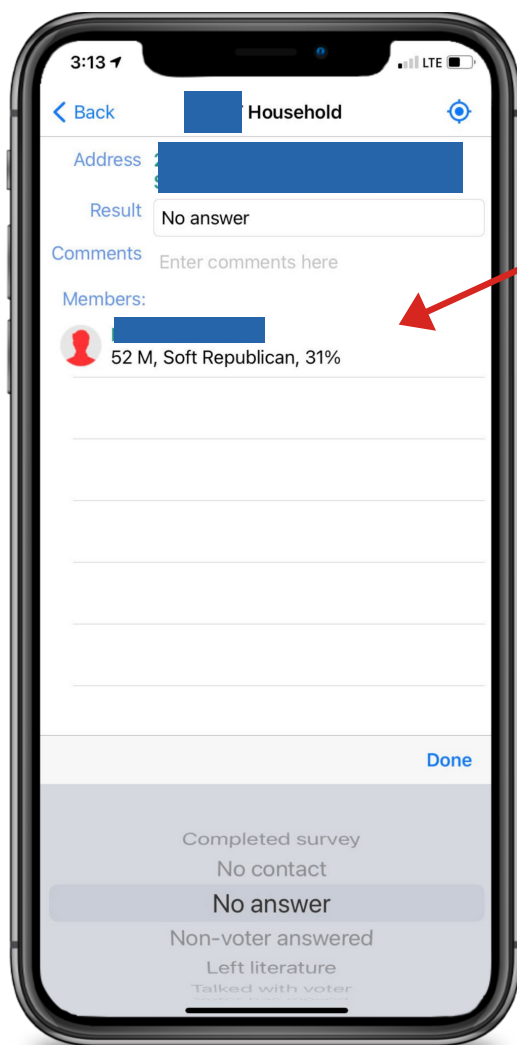 3:13
LTE
Back
Household
Address
Result
No answer
Comments
Enter comments here
Members:
52 M, Soft Republican, 31%
Done
Completed survey
No contact
No answer
Non-voter answered
Left literature
Talked with voter